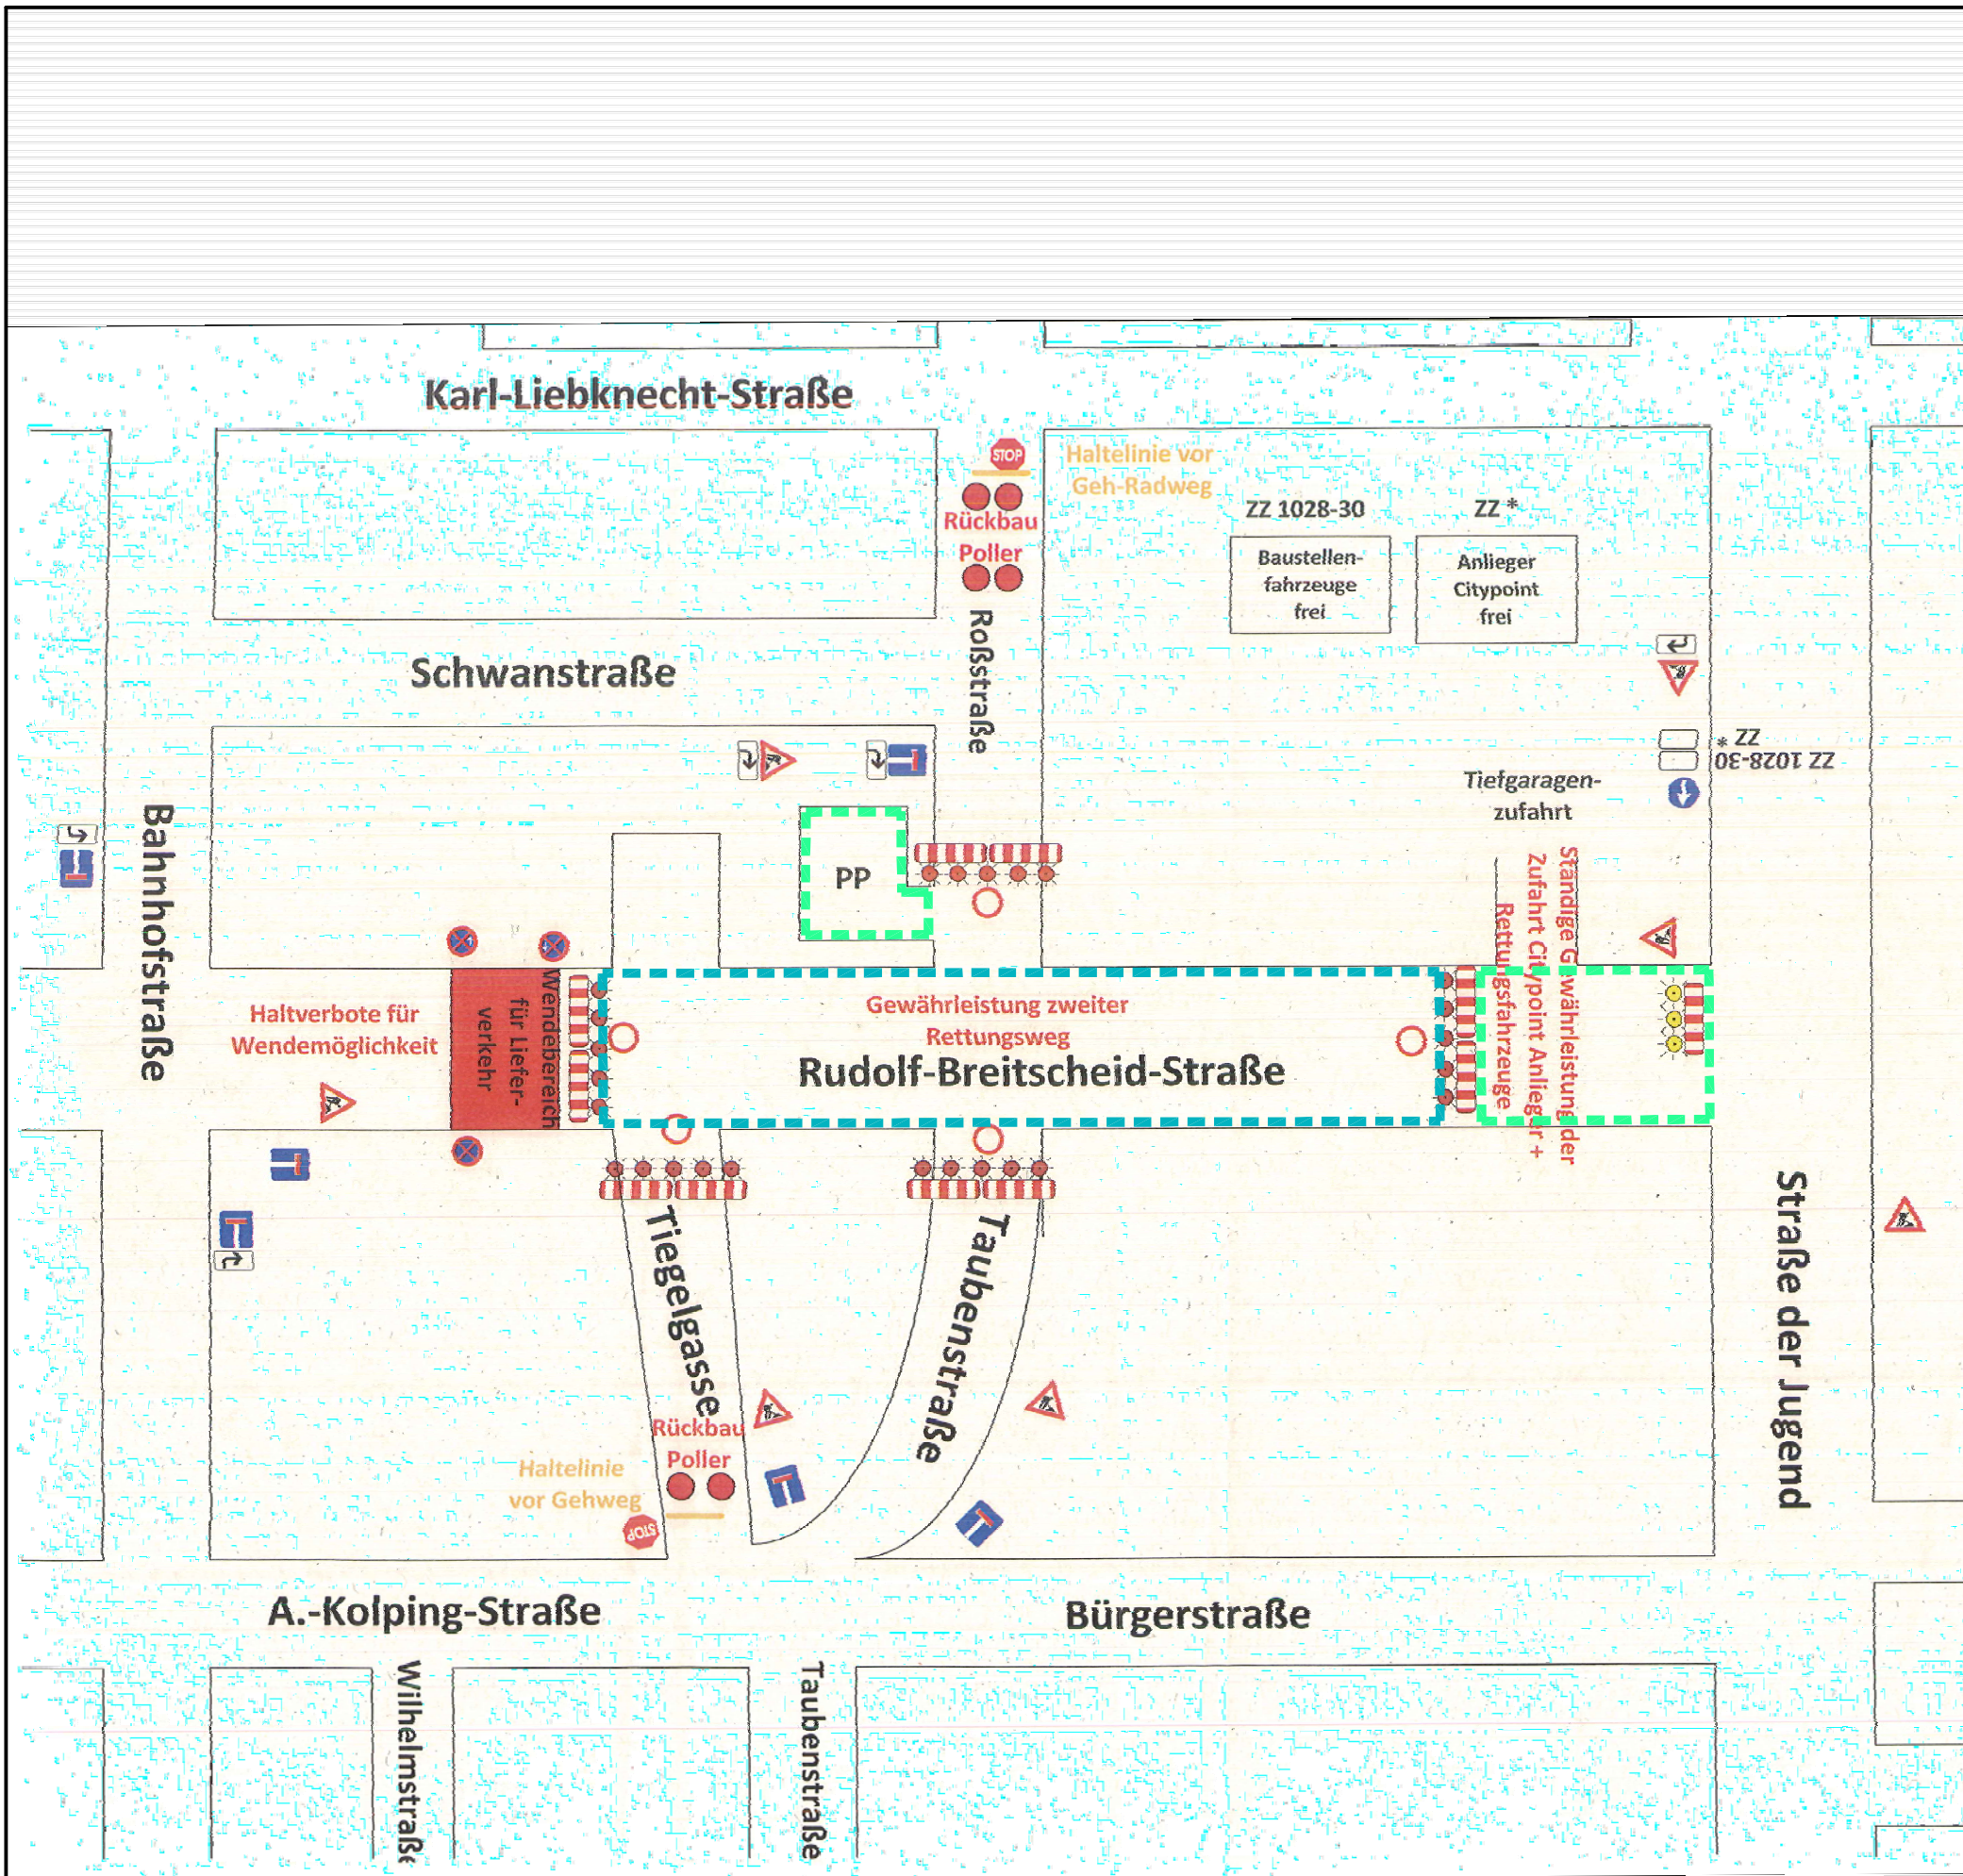 Karl-Liebknecht-Straße
STOP
Haltelinie vor
Geh-Radweg
Rückbau
Poller
ZZ 1028-30
ZZ *
Baustellen-
fahrzeuge
frei
Anlieger
Citypoint
frei
Roßstraße
Schwanstraße
ZZ *
ZZ 1028-30
Tiefgaragen-
zufahrt
Bahnhofstraße
PP
Ständige Gewährleistung der
Zufahrt Citypoint Anlieger +
Rettungsfahrzeuge
Haltverbote für
Wendemöglichkeit
Wendebereich
für Liefer-
verkehr
Gewährleistung zweiter
Rettungsweg
Rudolf-Breitscheid-Straße
Straße der Jugend
Tiegelgasse
Taubenstraße
Rückbau
Poller
Haltelinie
vor Gehweg
STOP
A.-Kolping-Straße
Bürgerstraße
Wilhelmstraße
Taubenstraße